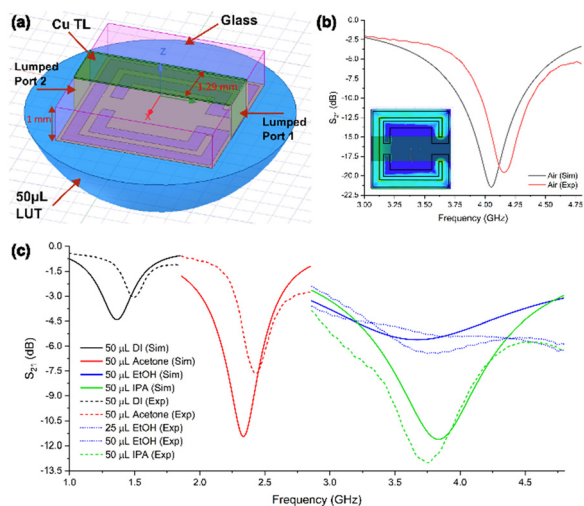 (a)
Cu TL
Glass
Lumped
Port 2
Z
1.29 mm
X
1 mm
Lumped
Port 1
50µL
LUT
(b)
0.0
-2.5
-5.0
-7.5
-10.0
-12.5
-15.0
-17.5
-20.0
-22.5
S21 (dB)
Air (Sim)
Air (Exp)
3.00 3.25 3.50 3.75 4.00 4.25 4.50 4.75
Frequency (GHz)
(c)
0.0
-1.5
-3.0
-4.5
-6.0
-7.5
-9.0
-10.5
-12.0
-13.5
S21 (dB)
50 µL DI (Sim)
50 µL Acetone (Sim)
50 µL EtOH (Sim)
50 µL IPA (Sim)
50 µL DI (Exp)
50 µL Acetone (Exp)
25 µL EtOH (Exp)
50 µL EtOH (Exp)
50 µL IPA (Exp)
1.0 1.5 2.0 2.5 3.0 3.5 4.0 4.5
Frequency (GHz)